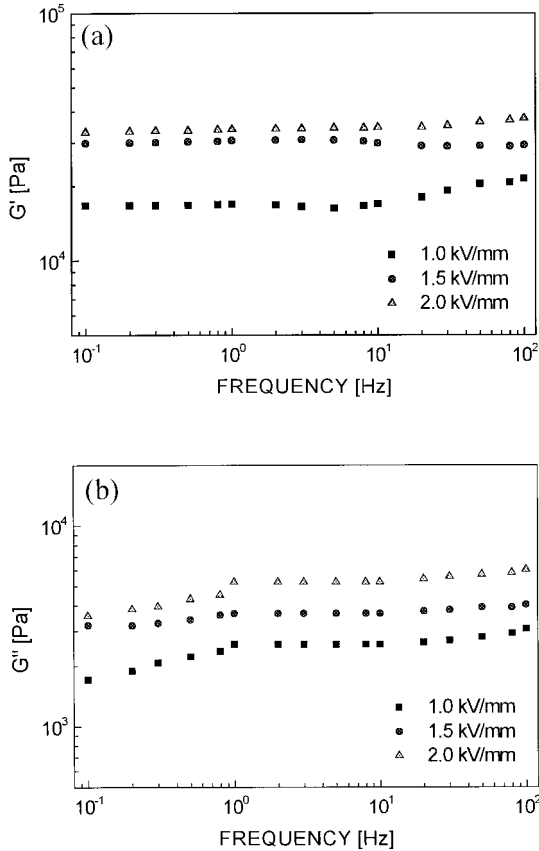 (a)
10^5
10^4
G' [Pa]
10^-1 10^0 10^1 10^2
FREQUENCY [Hz]
1.0 kV/mm
1.5 kV/mm
2.0 kV/mm
(b)
10^4
10^3
G'' [Pa]
10^-1 10^0 10^1 10^2
FREQUENCY [Hz]
1.0 kV/mm
1.5 kV/mm
2.0 kV/mm